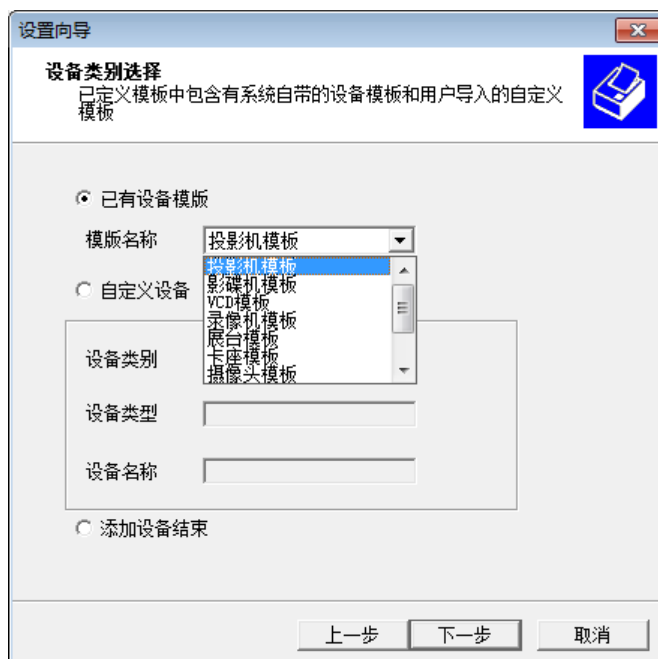 设置向导
设备类别选择
已定义模板中包含有系统自带的设备模板和用户导入的自定义
模板
已有设备模版
模版名称
投影机模板
投影机模板
影碟机模板
VCD模板
录像机模板
展台模板
卡座模板
摄像头模板
自定义设备
设备类别
设备类型
设备名称
添加设备结束
上一步
下一步
取消